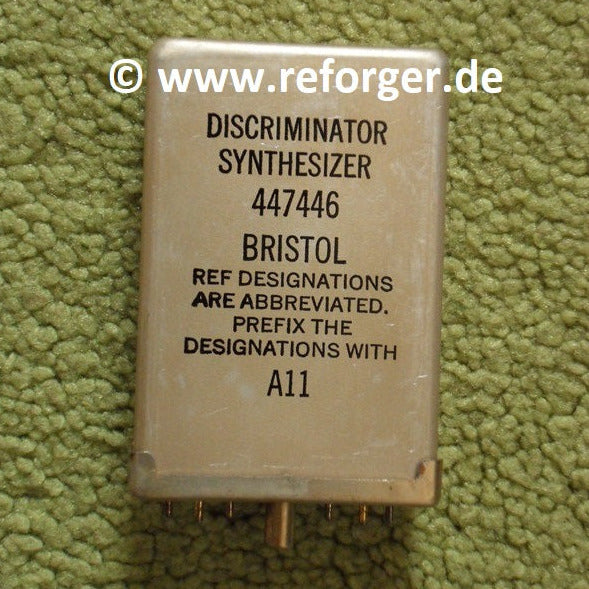 © www.reforger.de
DISCRIMINATOR
SYNTHESIZER
447446
BRISTOL
REF DESIGNATIONS
ARE ABBREVIATED.
PREFIX THE
DESIGNATIONS WITH
A11